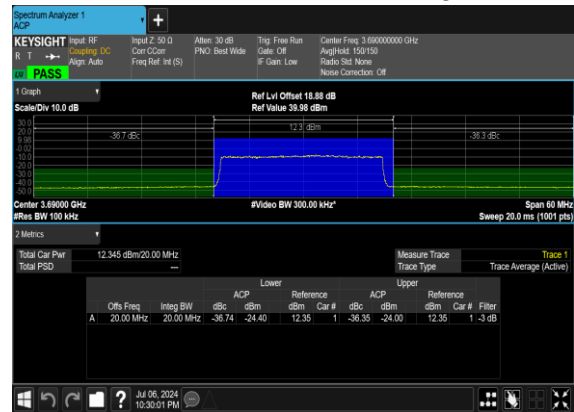 Spectrum Analyzer 1
ACP
+
KEYSIGHT Input: RF Input Z: 50 Ω Atten: 30 dB Trig: Free Run Center Freq: 3.690000000 GHz
R T Coupling: DC Corr CCorr PNO: Best Wide Gate: Off Avg|Hold: 150/150
Align: Auto Freq Ref: Int (S) IF Gain: Low Radio Std: None
PASS Noise Correction: Off
1 Graph Ref Lvl Offset 18.88 dB
Scale/Div 10.0 dB Ref Value 39.98 dBm
30.0 12.3 dBm
20.0 -36.7 dBc -36.3 dBc
9.98
-0.02
-10.0
-20.0
-30.0
-40.0
-50.0
Center 3.69000 GHz #Video BW 300.00 kHz* Span 60 MHz
#Res BW 100 kHz Sweep 20.0 ms (1001 pts)
2 Metrics
Total Car Pwr 12.345 dBm/20.00 MHz Measure Trace Trace 1
Total PSD --- Trace Type Trace Average (Active)
Lower Upper
ACP Reference ACP Reference
Offs Freq Integ BW dBc dBm dBm Car # dBc dBm dBm Car # Filter
A 20.00 MHz 20.00 MHz -36.74 -24.40 12.35 1 -36.35 -24.00 12.35 1 -3 dB
? Jul 06, 2024
10:30:01 PM